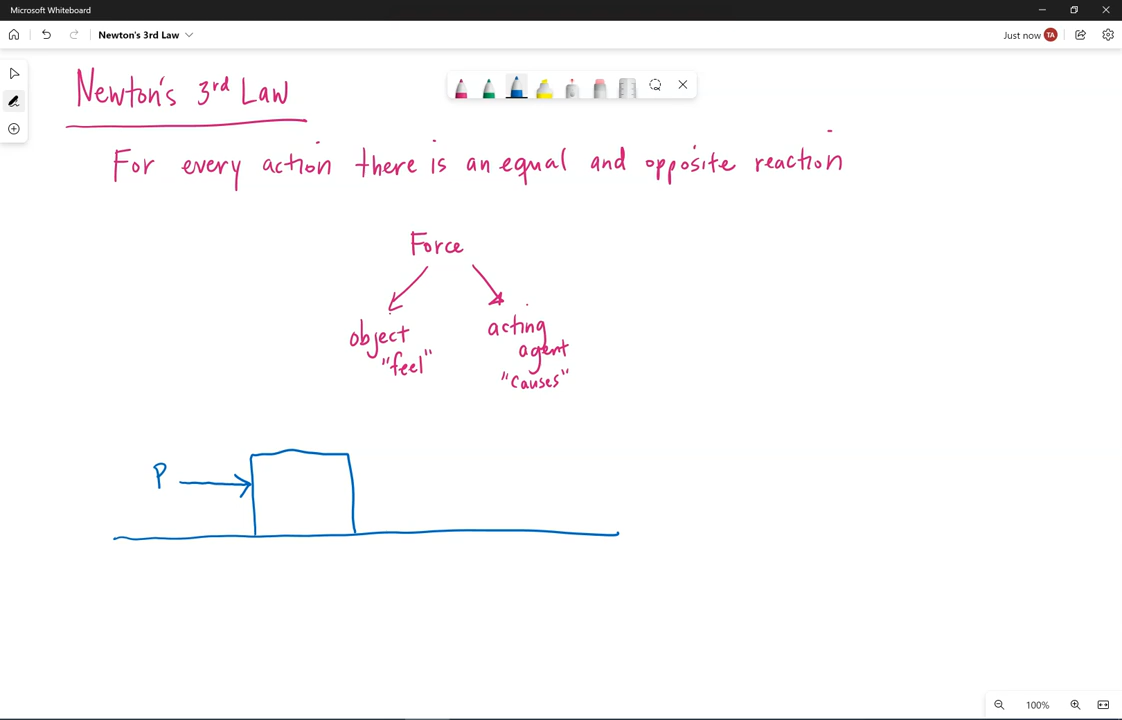 Microsoft Whiteboard
Newton's 3rd Law
Just now TA
Newton's 3rd Law
For every action there is an equal and opposite reaction
Force
object
"feel"
acting
agent
"causes"
P
100%